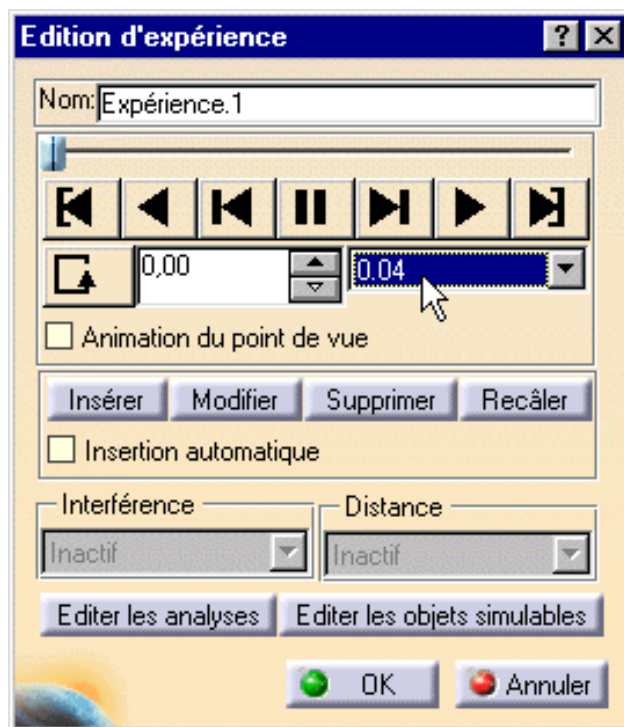 Edition d'expérience
Nom: Expérience.1
0,00 0.04
Animation du point de vue
Insérer Modifier Supprimer Recâler
Insertion automatique
Interférence Distance
Inactif Inactif
Editer les analyses Editer les objets simulables
OK Annuler